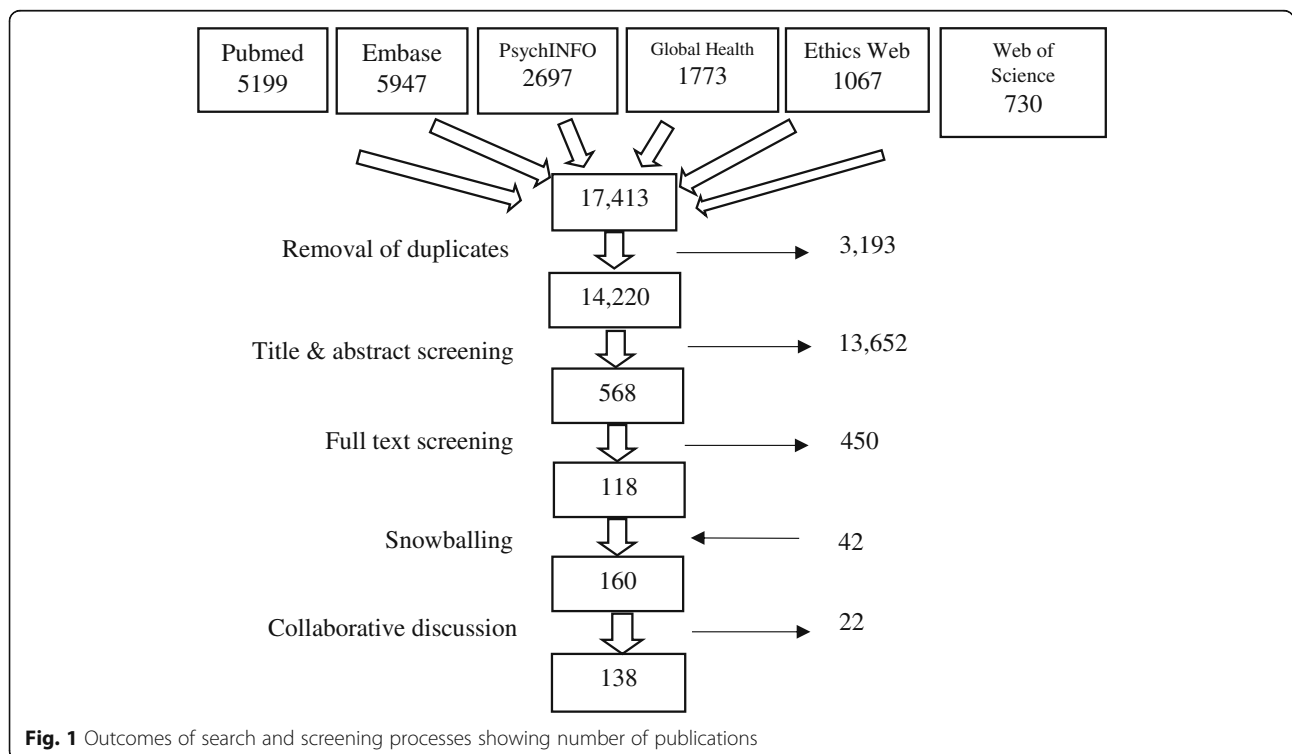 Pubmed
5199
Embase
5947
PsychINFO
2697
Global Health
1773
Ethics Web
1067
Web of
Science
730
17,413
Removal of duplicates
3,193
14,220
Title & abstract screening
13,652
568
Full text screening
450
118
Snowballing
42
160
Collaborative discussion
22
138
Fig. 1 Outcomes of search and screening processes showing number of publications